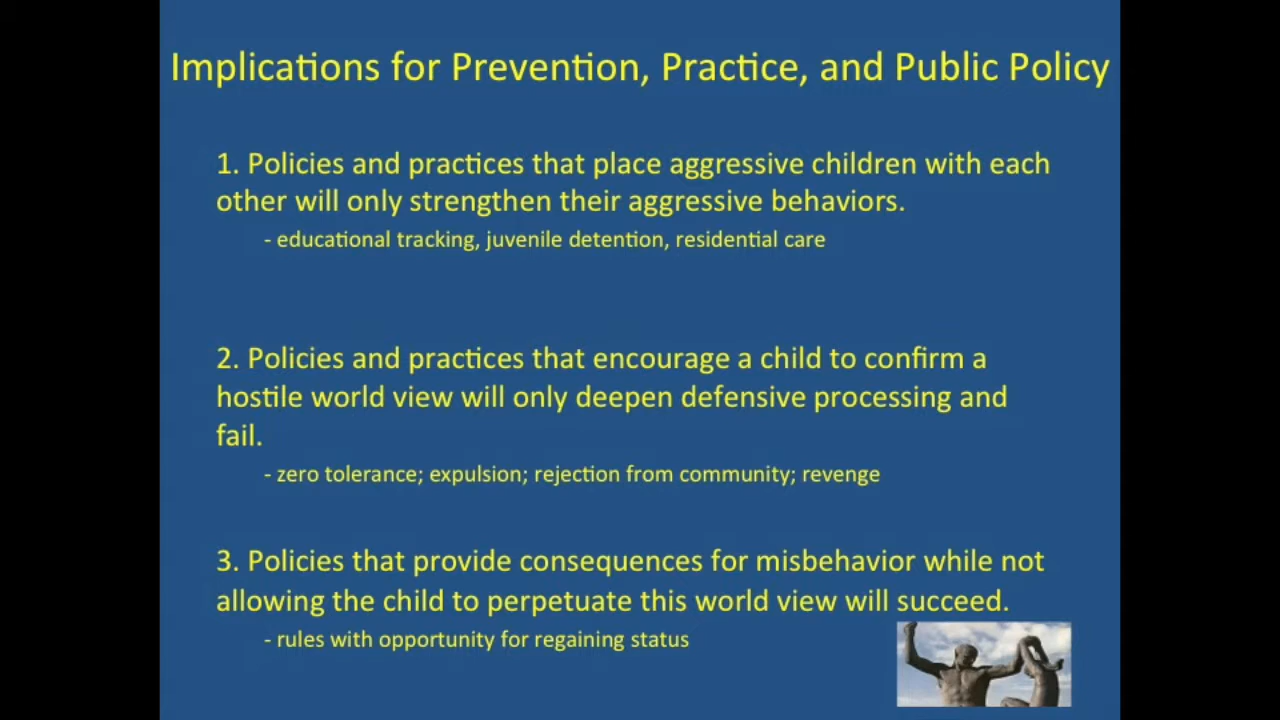 Implications for Prevention, Practice, and Public Policy
1. Policies and practices that place aggressive children with each
other will only strengthen their aggressive behaviors.
- educational tracking, juvenile detention, residential care
2. Policies and practices that encourage a child to confirm a
hostile world view will only deepen defensive processing and
fail.
- zero tolerance; expulsion; rejection from community; revenge
3. Policies that provide consequences for misbehavior while not
allowing the child to perpetuate this world view will succeed.
- rules with opportunity for regaining status